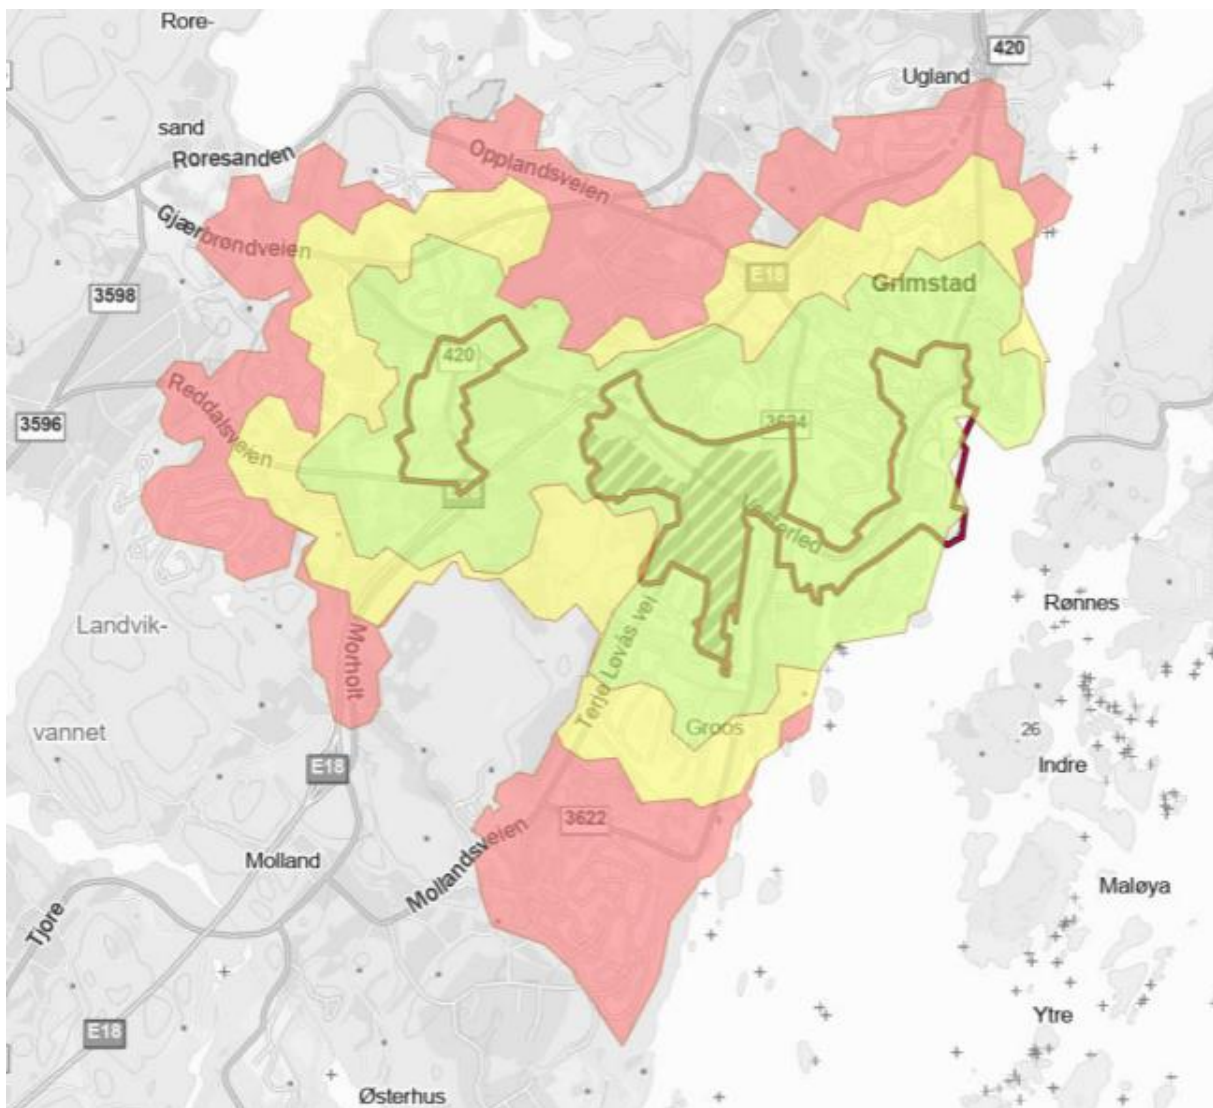 Rore-
420
Ugland
sand
Roresanden
Opplandsveien
Gjærbrøndveien
E18
3598
Grimstad
420
Reddalsveien
3596
3624
Vesterled
Rønnes
Landvik-
Morholt
Terje Løvås vei
vannet
Groos
26
Indre
E18
3622
Molland
Mollandsveien
Maløya
Tjore
Ytre
E18
Østerhus